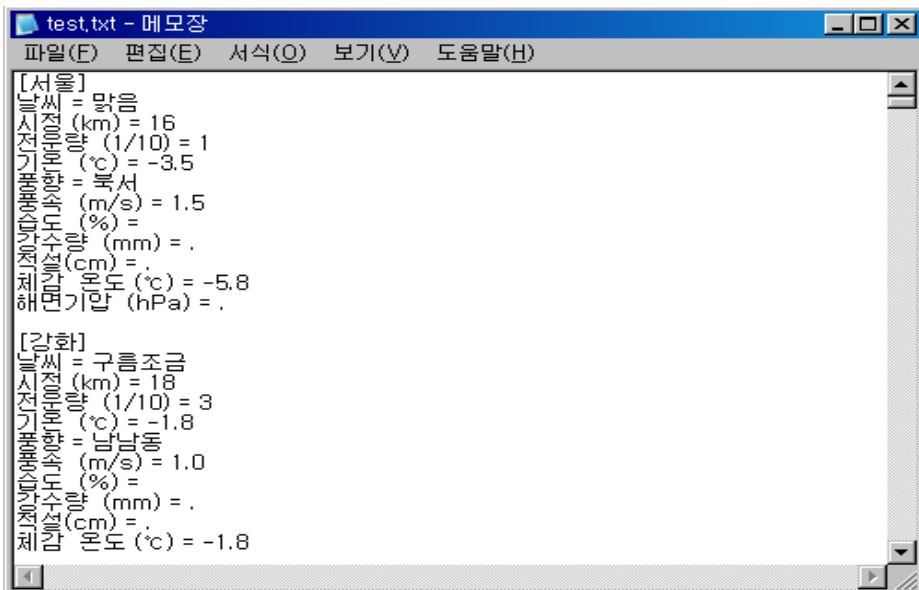 test.txt - 메모장
파일(F) 편집(E) 서식(O) 보기(V) 도움말(H)
[서울]
날씨 = 맑음
시정 (km) = 16
전운량 (1/10) = 1
기온 (℃) = -3.5
풍향 = 북서
풍속 (m/s) = 1.5
습도 (%) =
강수량 (mm) = .
적설(cm) = .
체감 온도 (℃) = -5.8
해면기압 (hPa) = .
[강화]
날씨 = 구름조금
시정 (km) = 18
전운량 (1/10) = 3
기온 (℃) = -1.8
풍향 = 남남동
풍속 (m/s) = 1.0
습도 (%) =
강수량 (mm) = .
적설(cm) = .
체감 온도 (℃) = -1.8